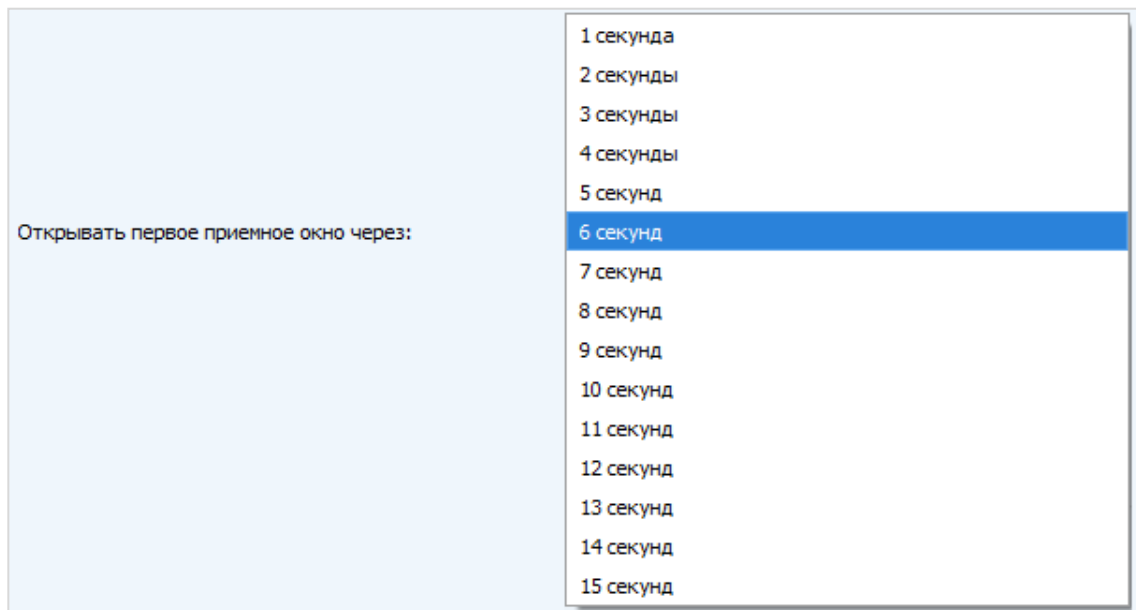 1 секунда
2 секунды
3 секунды
4 секунды
5 секунд
Открывать первое приемное окно через:
6 секунд
7 секунд
8 секунд
9 секунд
10 секунд
11 секунд
12 секунд
13 секунд
14 секунд
15 секунд